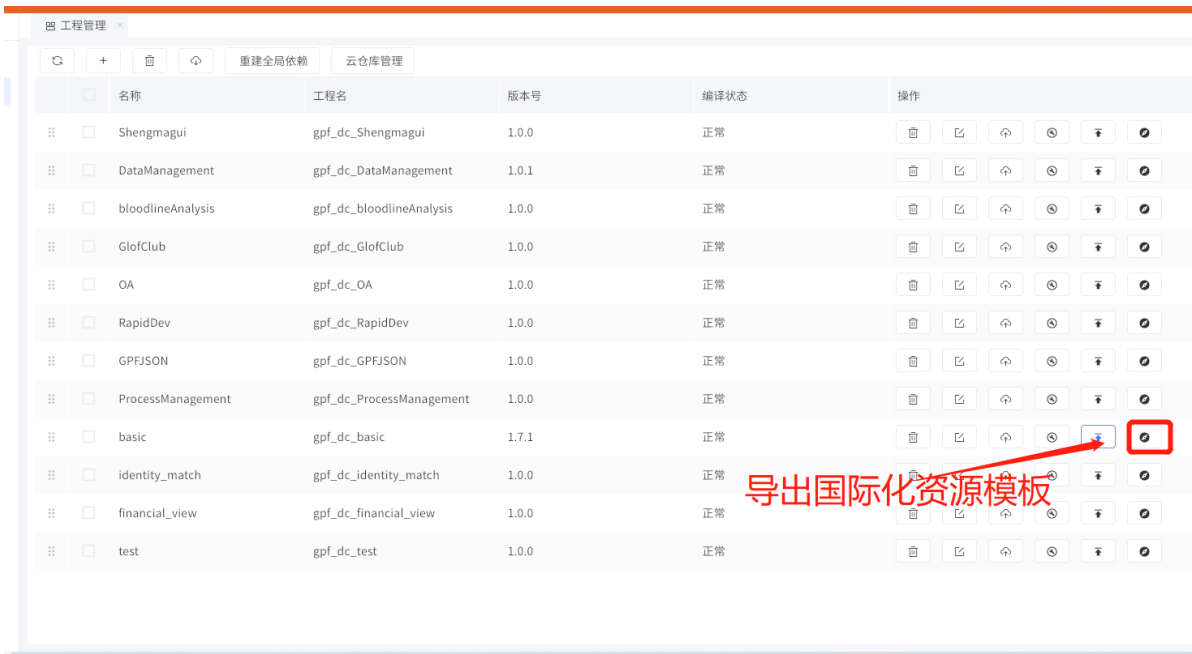 工程管理 ×
重建全局依赖 云仓库管理
名称 工程名 版本号 编译状态 操作
Shengmagui gpf_dc_Shengmagui 1.0.0 正常
DataManagement gpf_dc_DataManagement 1.0.1 正常
bloodlineAnalysis gpf_dc_bloodlineAnalysis 1.0.0 正常
GlofClub gpf_dc_GlofClub 1.0.0 正常
OA gpf_dc_OA 1.0.0 正常
RapidDev gpf_dc_RapidDev 1.0.0 正常
GPFJSON gpf_dc_GPFJSON 1.0.0 正常
ProcessManagement gpf_dc_ProcessManagement 1.0.0 正常
basic gpf_dc_basic 1.7.1 正常
identity_match gpf_dc_identity_match 1.0.0 正常
导出国际化资源模板
financial_view gpf_dc_financial_view 1.0.0 正常
test gpf_dc_test 1.0.0 正常